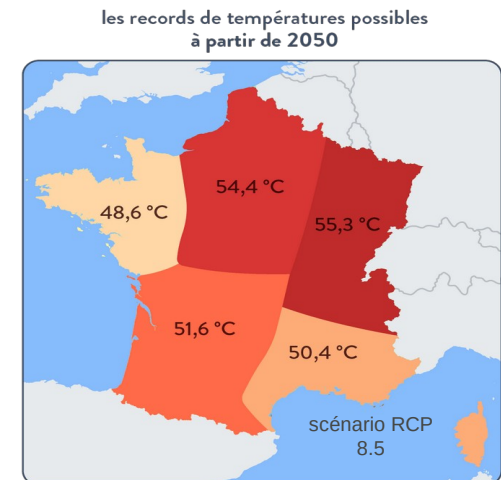 les records de températures possibles
à partir de 2050
54,4 °C
48,6 °C
55,3 °C
51,6 °C
50,4 °C
scénario RCP
8.5